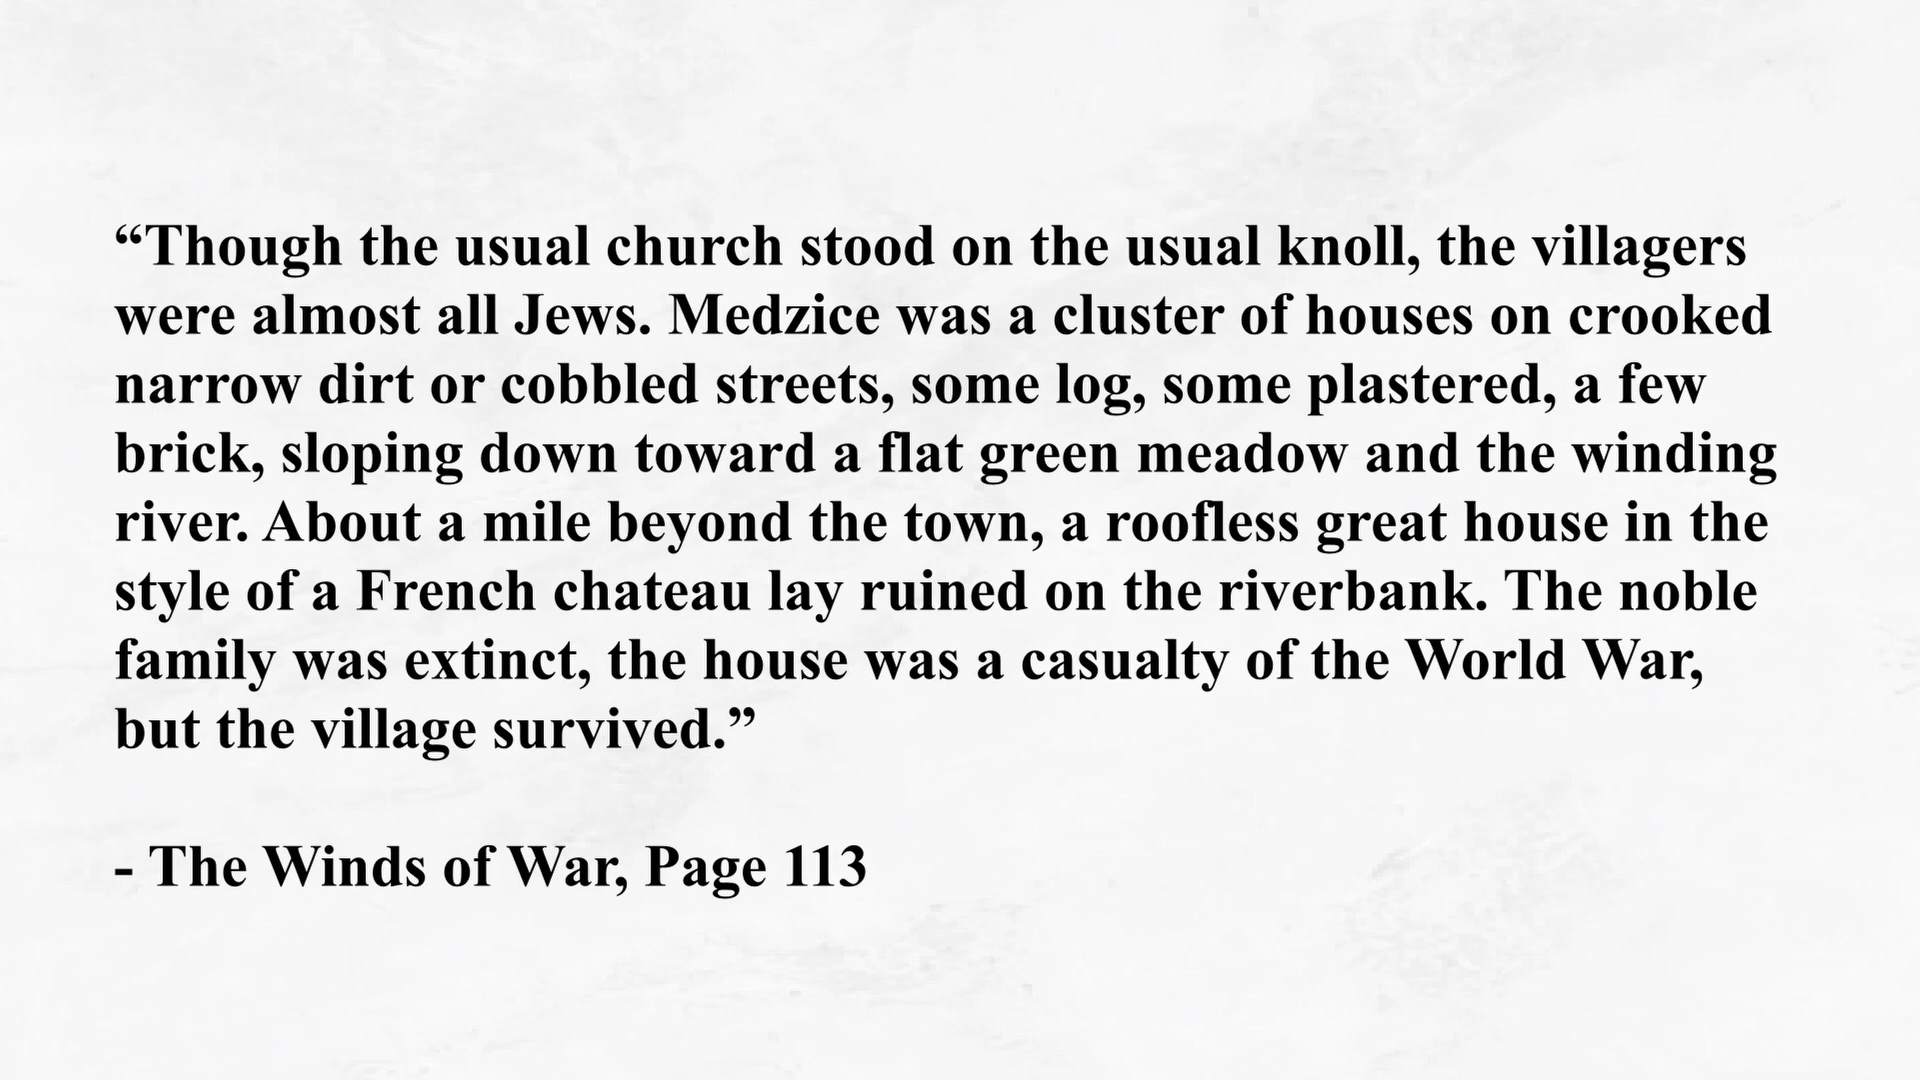 “Though the usual church stood on the usual knoll, the villagers
were almost all Jews. Medzice was a cluster of houses on crooked
narrow dirt or cobbled streets, some log, some plastered, a few
brick, sloping down toward a flat green meadow and the winding
river. About a mile beyond the town, a roofless great house in the
style of a French chateau lay ruined on the riverbank. The noble
family was extinct, the house was a casualty of the World War,
but the village survived.”
- The Winds of War, Page 113